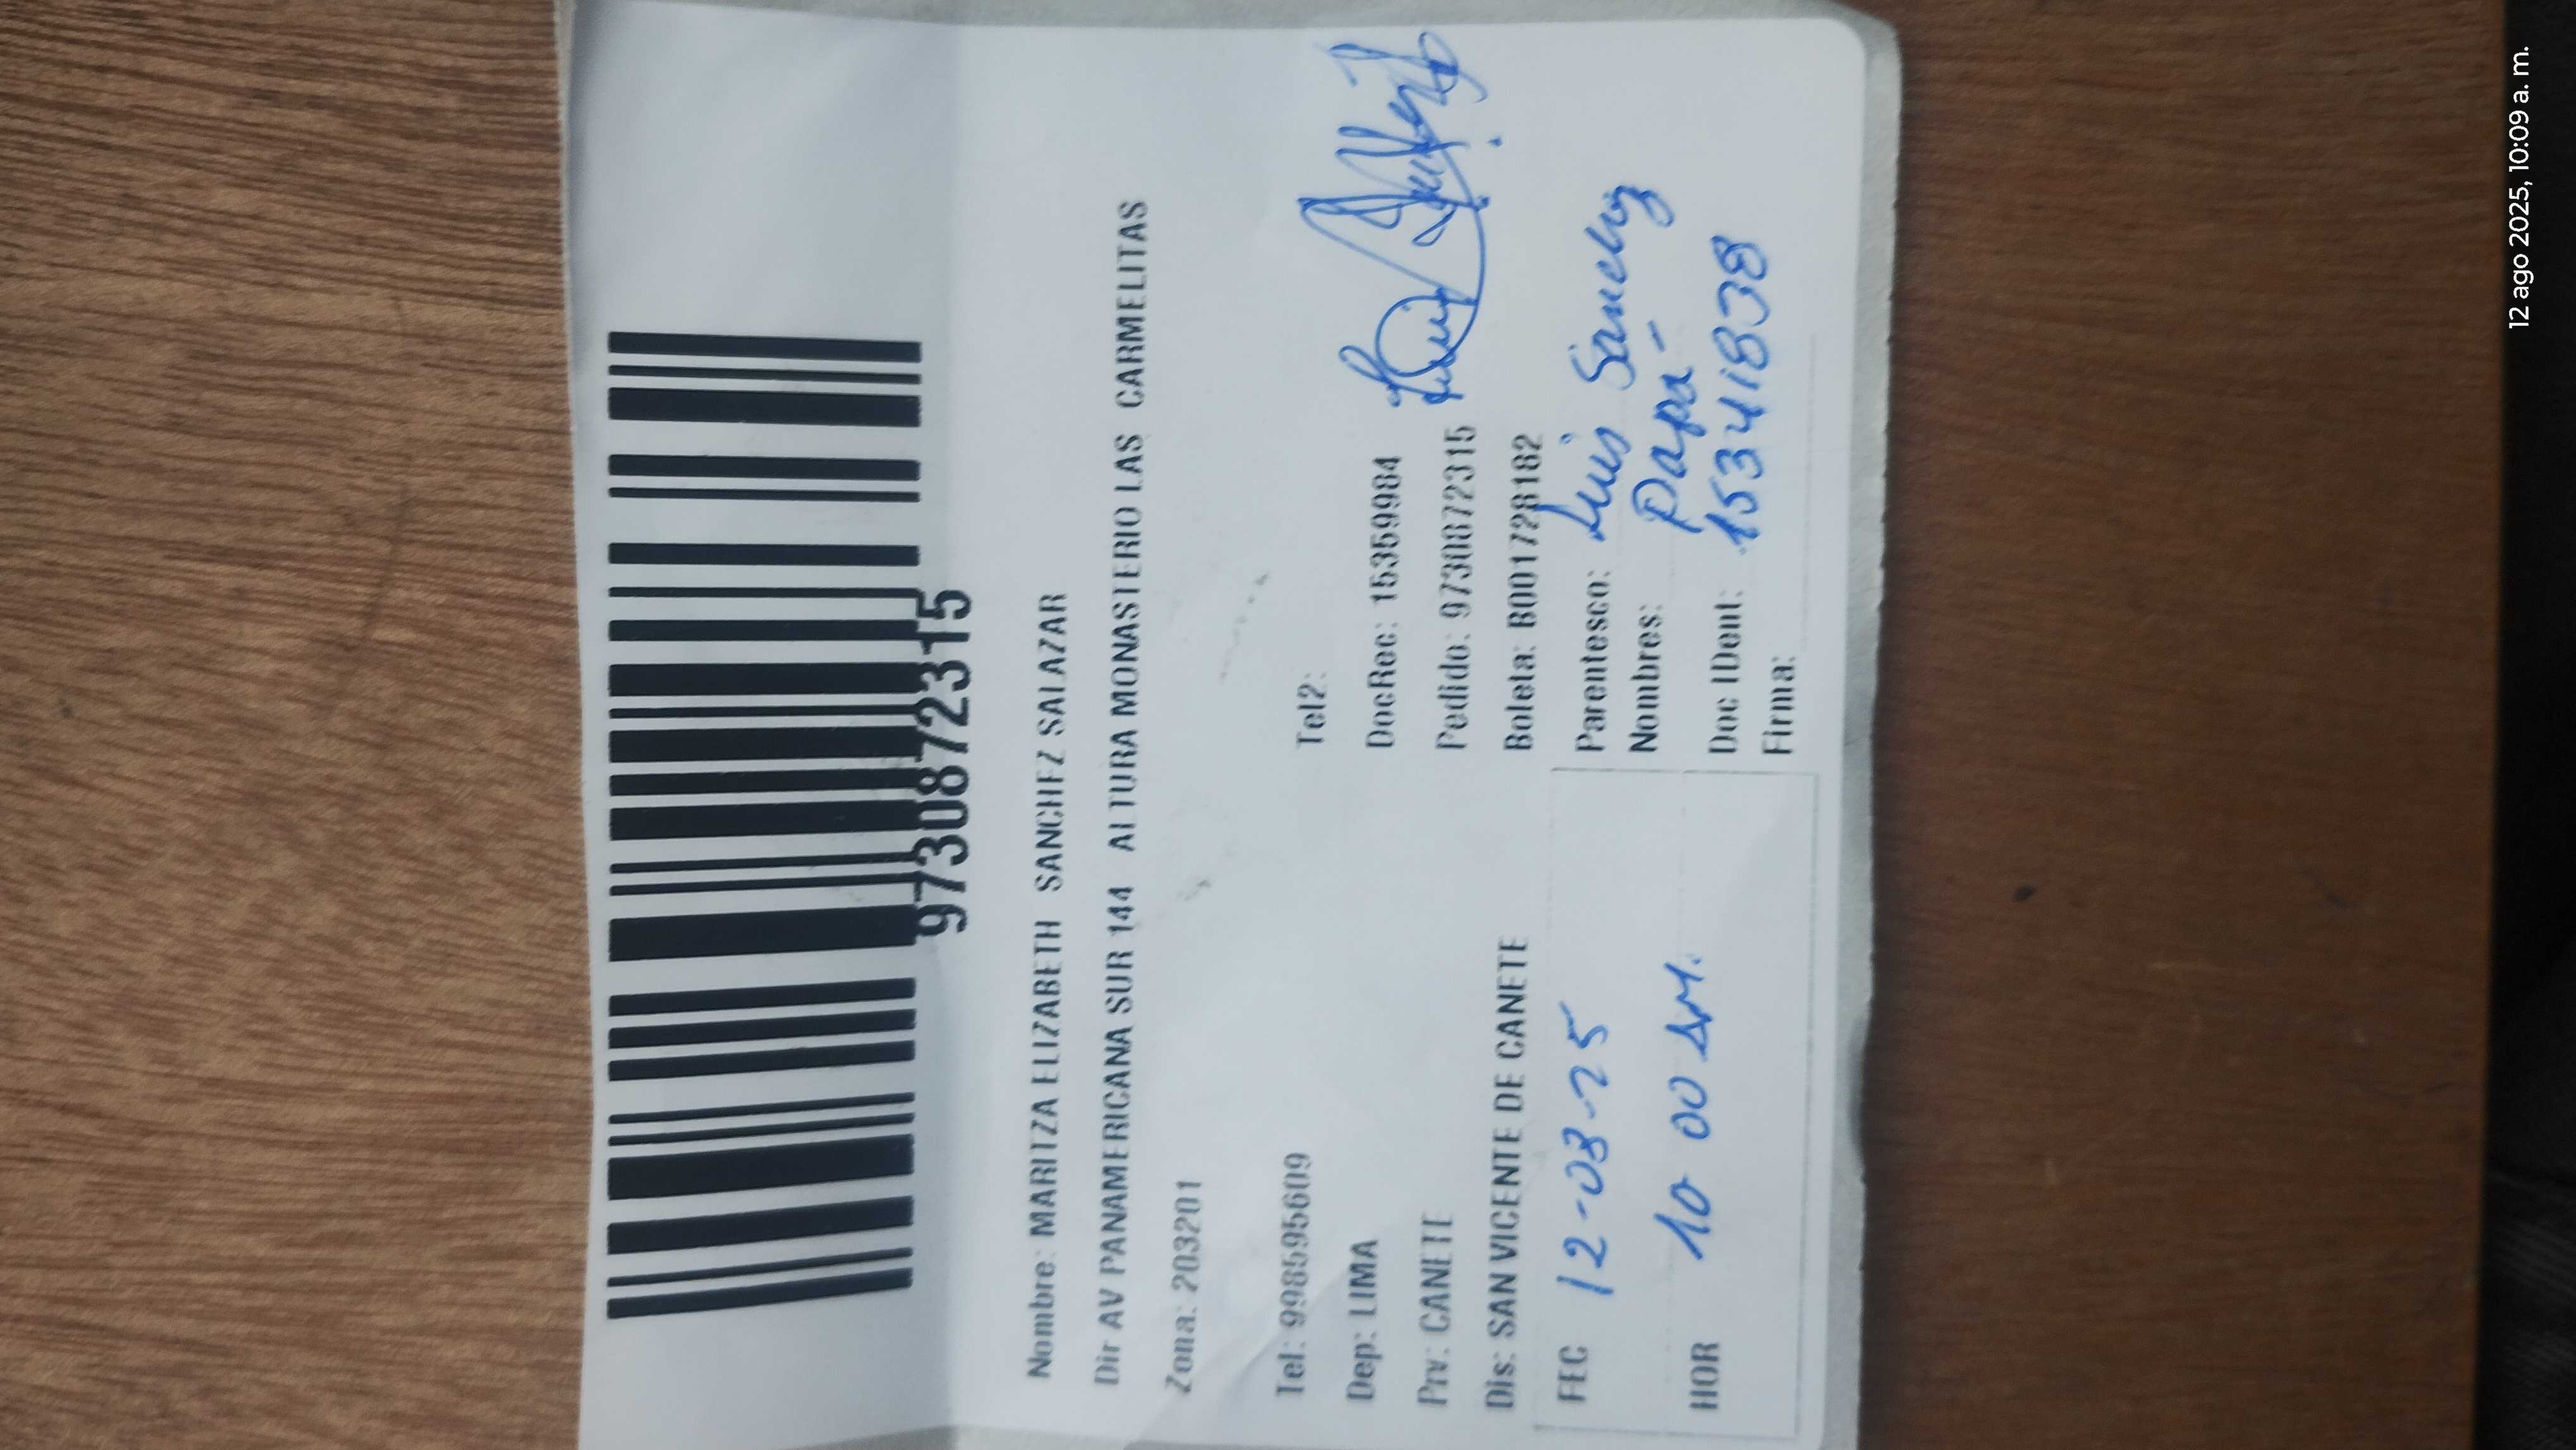 9730872315
Nombre: MARITZA ELIZABETH SANCHEZ SALAZAR
Dir AV PANAMERICANA SUR 144 ALTURA MONASTERIO LAS CARMELITAS
Zona: 203201
Tel: 998595609 Tel2:
Dep: LIMA DocRec: 15359984
Prv: CANETE Pedido: 9730872315
Dis: SAN VICENTE DE CANETE Boleta: B001728182
FEC 12-08-25 Parentesco: Luis Sanchez
HOR 10 00 AM. Nombres: Papa -
Doc IDent: 15341838
Firma:
12 ago 2025, 10:09 a. m.